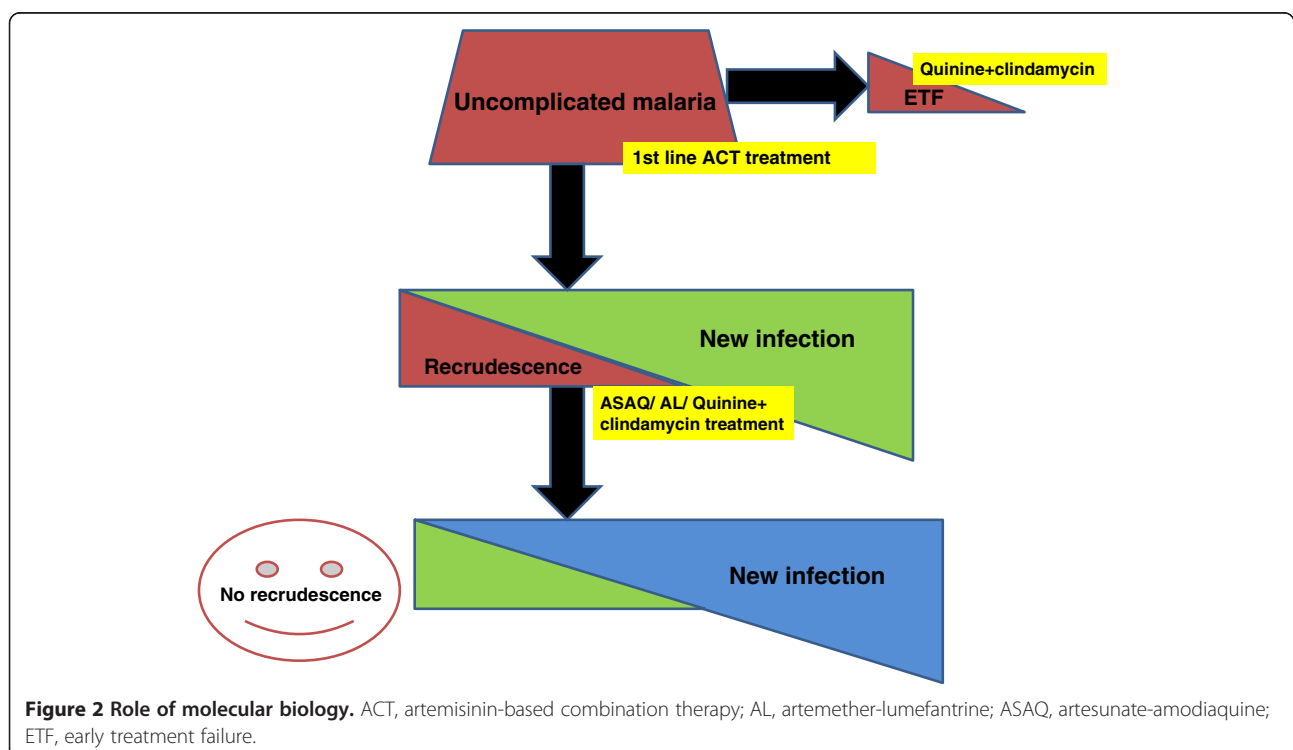 Quinine+clindamycin
ETF
Uncomplicated malaria
1st line ACT treatment
New infection
Recrudescence
ASAQ/ AL/ Quinine+
clindamycin treatment
New infection
No recrudescence
Figure 2 Role of molecular biology. ACT, artemisinin-based combination therapy; AL, artemether-lumefantrine; ASAQ, artesunate-amodiaquine;
ETF, early treatment failure.